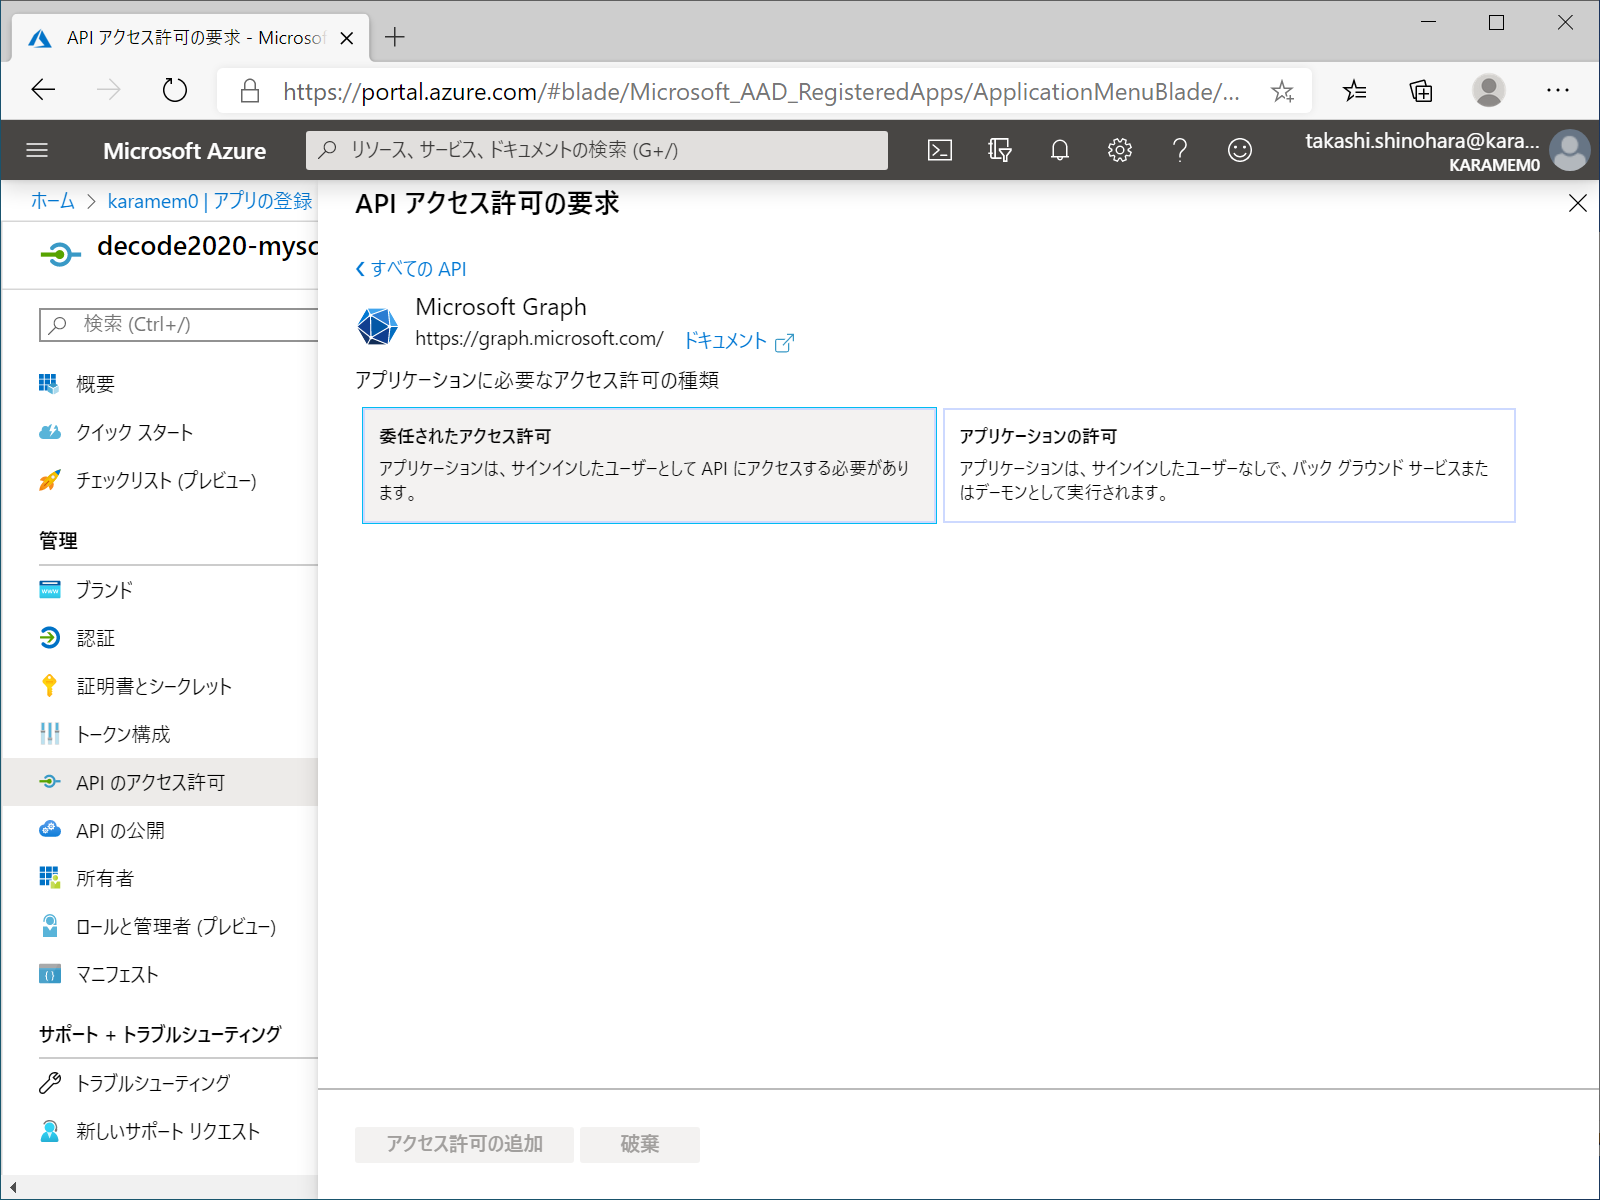 API アクセス許可の要求 - Microsof
https://portal.azure.com/#blade/Microsoft_AAD_RegisteredApps/ApplicationMenuBlade/...
Microsoft Azure
リソース、サービス、ドキュメントの検索 (G+/)
takashi.shinohara@kara...
KARAMEM0
ホーム > karamem0 | アプリの登録
decode2020-mysc
検索 (Ctrl+/)
概要
クイック スタート
チェックリスト (プレビュー)
管理
ブランド
認証
証明書とシークレット
トークン構成
API のアクセス許可
API の公開
所有者
ロールと管理者 (プレビュー)
マニフェスト
サポート + トラブルシューティング
トラブルシューティング
新しいサポート リクエスト
API アクセス許可の要求
すべての API
Microsoft Graph
https://graph.microsoft.com/ ドキュメント
アプリケーションに必要なアクセス許可の種類
委任されたアクセス許可
アプリケーションは、サインインしたユーザーとして API にアクセスする必要があり
ます。
アプリケーションの許可
アプリケーションは、サインインしたユーザーなしで、バック グラウンド サービスまた
はデーモンとして実行されます。
アクセス許可の追加
破棄